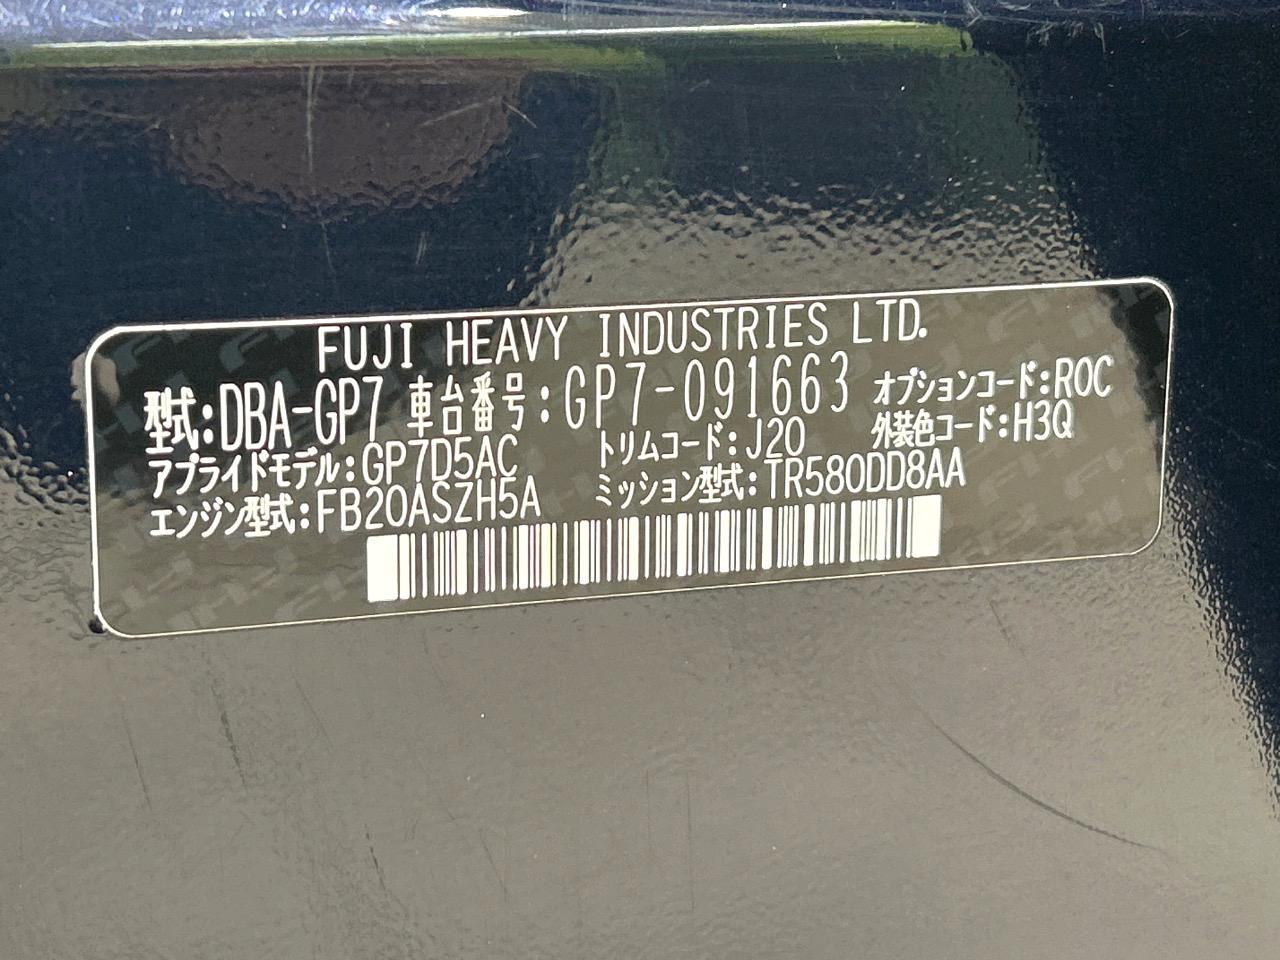 FUJI HEAVY INDUSTRIES LTD.
型式:DBA-GP7 車台番号:GP7-091663 オプションコード:ROC
アプライドモデル:GP7D5AC トリムコード:J20 外装色コード:H3Q
エンジン型式:FB20ASZH5A ミッション型式:TR580DD8AA